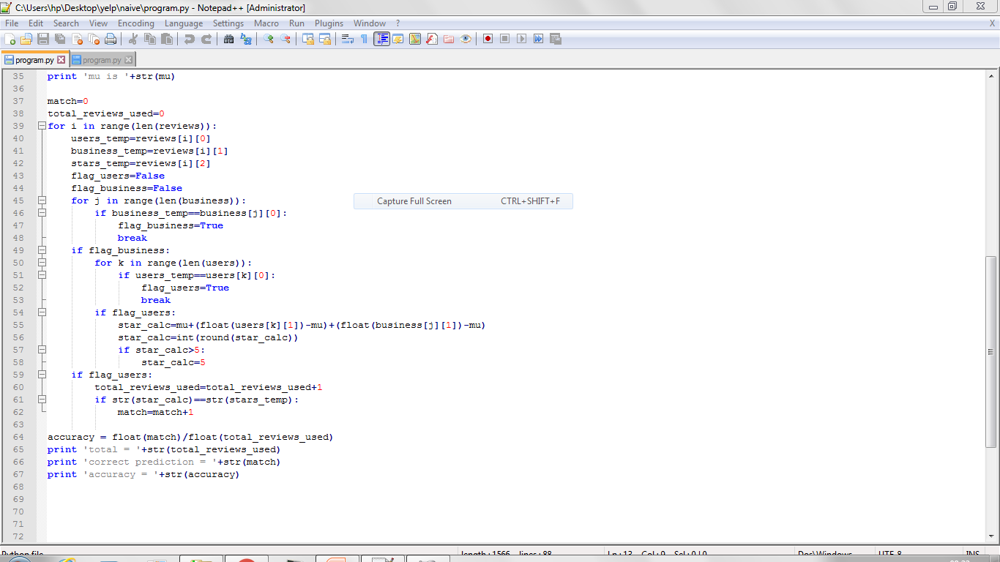 C:\Users\hp\Desktop\yelp\naive\program.py - Notepad++ [Administrator]
File Edit Search View Encoding Language Settings Macro Run Plugins Window ? X
program.py program.py
35 print 'mu is '+str(mu)
36
37 match=0
38 total_reviews_used=0
39 for i in range(len(reviews)):
40 users_temp=reviews[i][0]
41 business_temp=reviews[i][1]
42 stars_temp=reviews[i][2]
43 flag_users=False
44 flag_business=False
45 for j in range(len(business)):
Capture Full Screen CTRL+SHIFT+F
46 if business_temp==business[j][0]:
47 flag_business=True
48 break
49 if flag_business:
50 for k in range(len(users)):
51 if users_temp==users[k][0]:
52 flag_users=True
53 break
54 if flag_users:
55 star_calc=mu+(float(users[k][1])-mu)+(float(business[j][1])-mu)
56 star_calc=int(round(star_calc))
57 if star_calc>5:
58 star_calc=5
59 if flag_users:
60 total_reviews_used=total_reviews_used+1
61 if str(star_calc)==str(stars_temp):
62 match=match+1
63
64 accuracy = float(match)/float(total_reviews_used)
65 print 'total = '+str(total_reviews_used)
66 print 'correct prediction = '+str(match)
67 print 'accuracy = '+str(accuracy)
68
69
70
71
72
Python file length : 1566 lines : 88 Ln : 13 Col : 9 Sel : 0 | 0 Dos\Windows UTF-8 INS